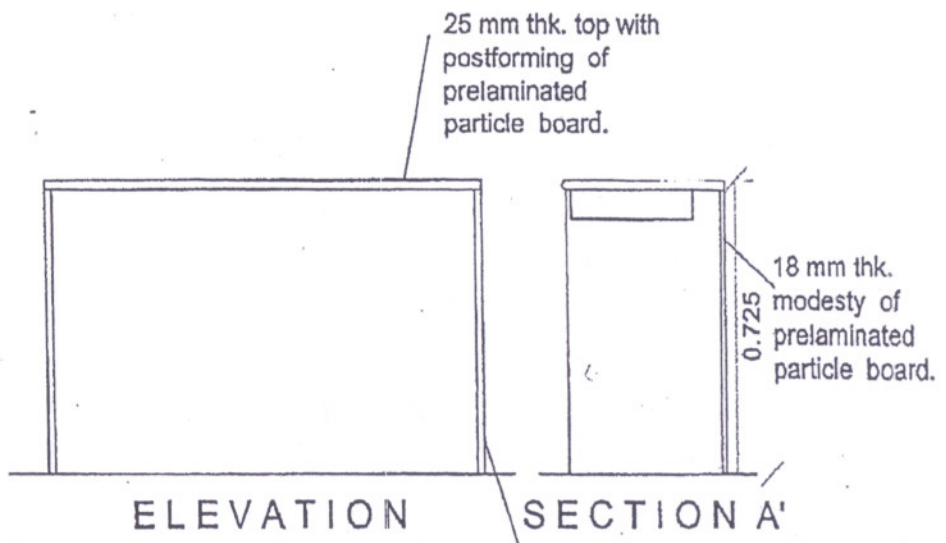 25 mm thk. top with
postforming of
prelaminated
particle board.
18 mm thk.
modesty of
prelaminated
particle board.
0.725
ELEVATION
SECTION A'